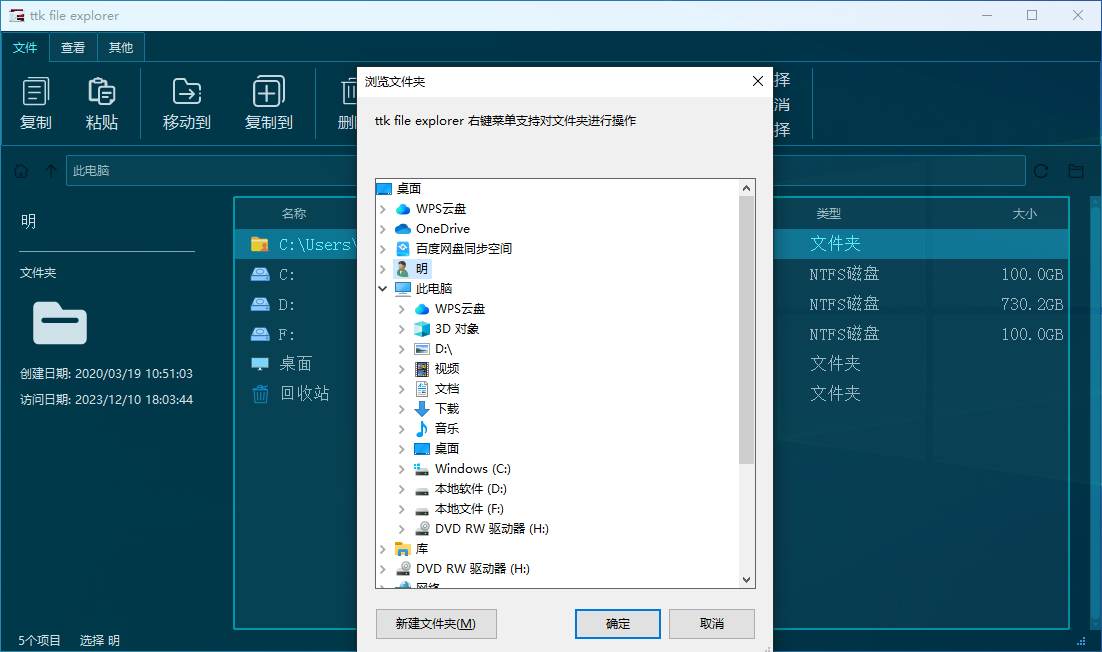 ttk file explorer
文件 查看 其他
复制 粘贴 移动到 复制到 删
择
消
择
此电脑
浏览文件夹
ttk file explorer 右键菜单支持对文件夹进行操作
桌面
WPS云盘
OneDrive
百度网盘同步空间
明
此电脑
WPS云盘
3D 对象
D:\
视频
文档
下载
音乐
桌面
Windows (C:)
本地软件 (D:)
本地文件 (F:)
DVD RW 驱动器 (H:)
库
DVD RW 驱动器 (H:)
网络
新建文件夹(M) 确定 取消
明
文件夹
创建日期: 2020/03/19 10:51:03
访问日期: 2023/12/10 18:03:44
名称 类型 大小
C:\Users\ 文件夹
C: NTFS磁盘 100.0GB
D: NTFS磁盘 730.2GB
F: NTFS磁盘 100.0GB
桌面 文件夹
回收站 文件夹
5个项目 选择 明